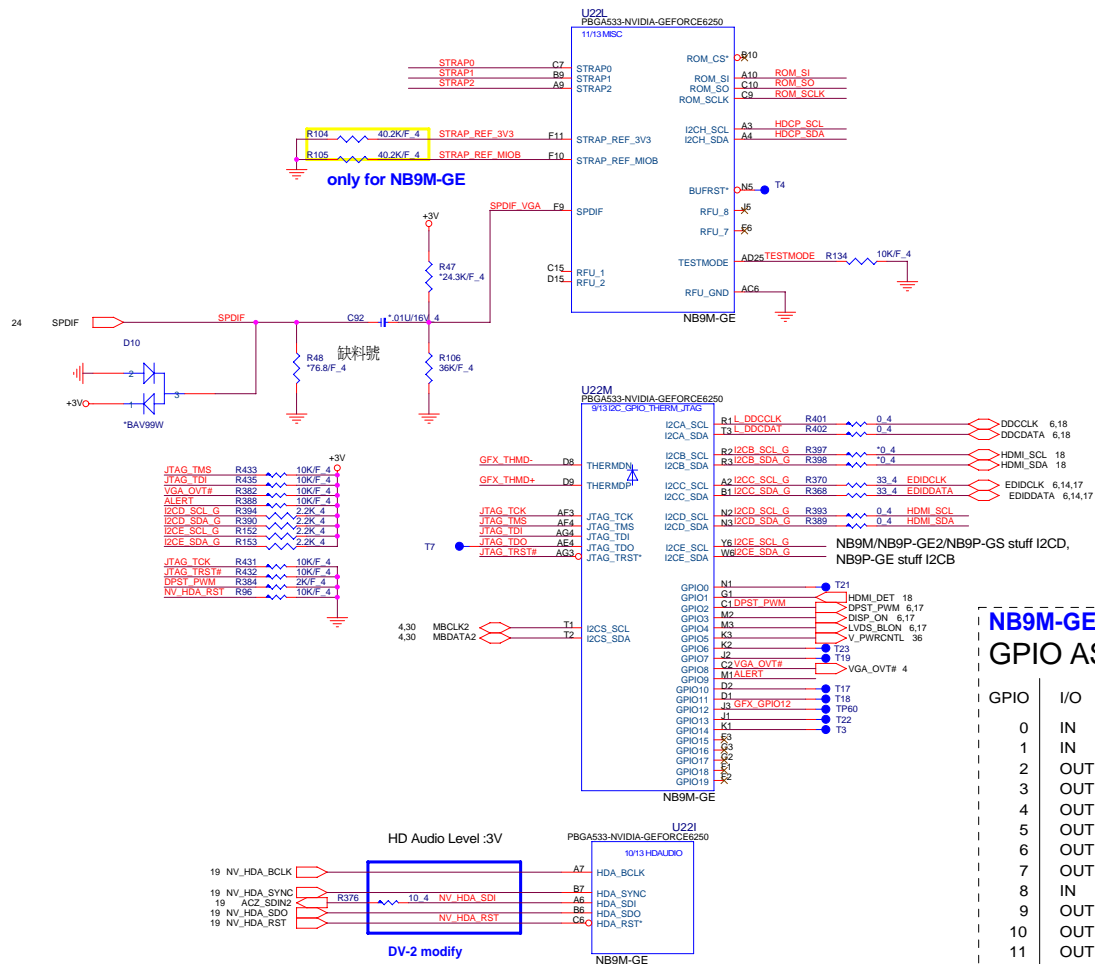 U22L
PBGA533-NVIDIA-GEFORCE6250
11/13 MISC
STRAP0 C7 STRAP0
STRAP1 B9 STRAP1
STRAP2 A9 STRAP2
ROM_CS* B10
ROM_SI A10 ROM_SI
ROM_SO C10 ROM_SO
ROM_SCLK C9 ROM_SCLK
I2CH_SCL A3 HDCP_SCL
I2CH_SDA A4 HDCP_SDA
R104 40.2K/F_4 STRAP_REF_3V3 F11 STRAP_REF_3V3
R105 40.2K/F_4 STRAP_REF_MIOB F10 STRAP_REF_MIOB
only for NB9M-GE
BUFRST* N5 T4
SPDIF_VGA F9 SPDIF
RFU_8 J5
RFU_7 E6
+3V
R47
*24.3K/F_4
C15 RFU_1
D15 RFU_2
TESTMODE AD25 TESTMODE R134 10K/F_4
RFU_GND AC6
NB9M-GE
24 SPDIF SPDIF C92 *.01U/16V_4
D10
2
3
+3V 1
*BAV99W
R48
*76.8/F_4
缺料號
R106
36K/F_4
U22M
PBGA533-NVIDIA-GEFORCE6250
9/13 I2C_GPIO_THERM_JTAG
I2CA_SCL R1 L_DDCCLK R401 0_4 DDCCLK 6,18
I2CA_SDA T3 L_DDCDAT R402 0_4 DDCDATA 6,18
I2CB_SCL R2 I2CB_SCL_G R397 *0_4 HDMI_SCL 18
I2CB_SDA R3 I2CB_SDA_G R398 *0_4 HDMI_SDA 18
I2CC_SCL A2 I2CC_SCL_G R370 33_4 EDIDCLK EDIDCLK 6,14,17
I2CC_SDA B1 I2CC_SDA_G R368 33_4 EDIDDATA EDIDDATA 6,14,17
I2CD_SCL N2 I2CD_SCL_G R393 0_4 HDMI_SCL
I2CD_SDA N3 I2CD_SDA_G R389 0_4 HDMI_SDA
I2CE_SCL Y6 I2CE_SCL_G
I2CE_SDA W6 I2CE_SDA_G
NB9M/NB9P-GE2/NB9P-GS stuff I2CD,
NB9P-GE stuff I2CB
GFX_THMD- D8 THERMDN
GFX_THMD+ D9 THERMDP
JTAG_TCK AF3 JTAG_TCK
JTAG_TMS AF4 JTAG_TMS
JTAG_TDI AG4 JTAG_TDI
T7 JTAG_TDO AE4 JTAG_TDO
JTAG_TRST# AG3 JTAG_TRST*
4,30 MBCLK2 T1 I2CS_SCL
4,30 MBDATA2 T2 I2CS_SDA
+3V
JTAG_TMS R433 10K/F_4
JTAG_TDI R435 10K/F_4
VGA_OVT# R382 10K/F_4
ALERT R388 10K/F_4
I2CD_SCL_G R394 2.2K_4
I2CD_SDA_G R390 2.2K_4
I2CE_SCL_G R152 2.2K_4
I2CE_SDA_G R153 2.2K_4
JTAG_TCK R431 10K/F_4
JTAG_TRST# R432 10K/F_4
DPST_PWM R384 2K/F_4
NV_HDA_RST R96 10K/F_4
GPIO0 N1 T21
GPIO1 G1 HDMI_DET 18
GPIO2 C1 DPST_PWM DPST_PWM 6,17
GPIO3 M2 DISP_ON 6,17
GPIO4 M3 LVDS_BLON 6,17
GPIO5 K3 V_PWRCNTL 36
GPIO6 K2 T23
GPIO7 J2 T19
GPIO8 C2 VGA_OVT# VGA_OVT# 4
GPIO9 M1 ALERT
GPIO10 D2 T17
GPIO11 D1 T18
GPIO12 J3 GFX_GPIO12 TP60
GPIO13 J1 T22
GPIO14 K1 T3
GPIO15 E3
GPIO16 G3
GPIO17 G2
GPIO18 F1
GPIO19 F2
NB9M-GE
NB9M-GE
GPIO AS
GPIO I/O
0 IN
1 IN
2 OUT
3 OUT
4 OUT
5 OUT
6 OUT
7 OUT
8 IN
9 OUT
10 OUT
11 OUT
HD Audio Level :3V
U22I
PBGA533-NVIDIA-GEFORCE6250
10/13 HDAUDIO
19 NV_HDA_BCLK A7 HDA_BCLK
19 NV_HDA_SYNC B7 HDA_SYNC
19 ACZ_SDIN2 R376 10_4 NV_HDA_SDI A6 HDA_SDI
19 NV_HDA_SDO B6 HDA_SDO
19 NV_HDA_RST NV_HDA_RST C6 HDA_RST*
DV-2 modify
NB9M-GE